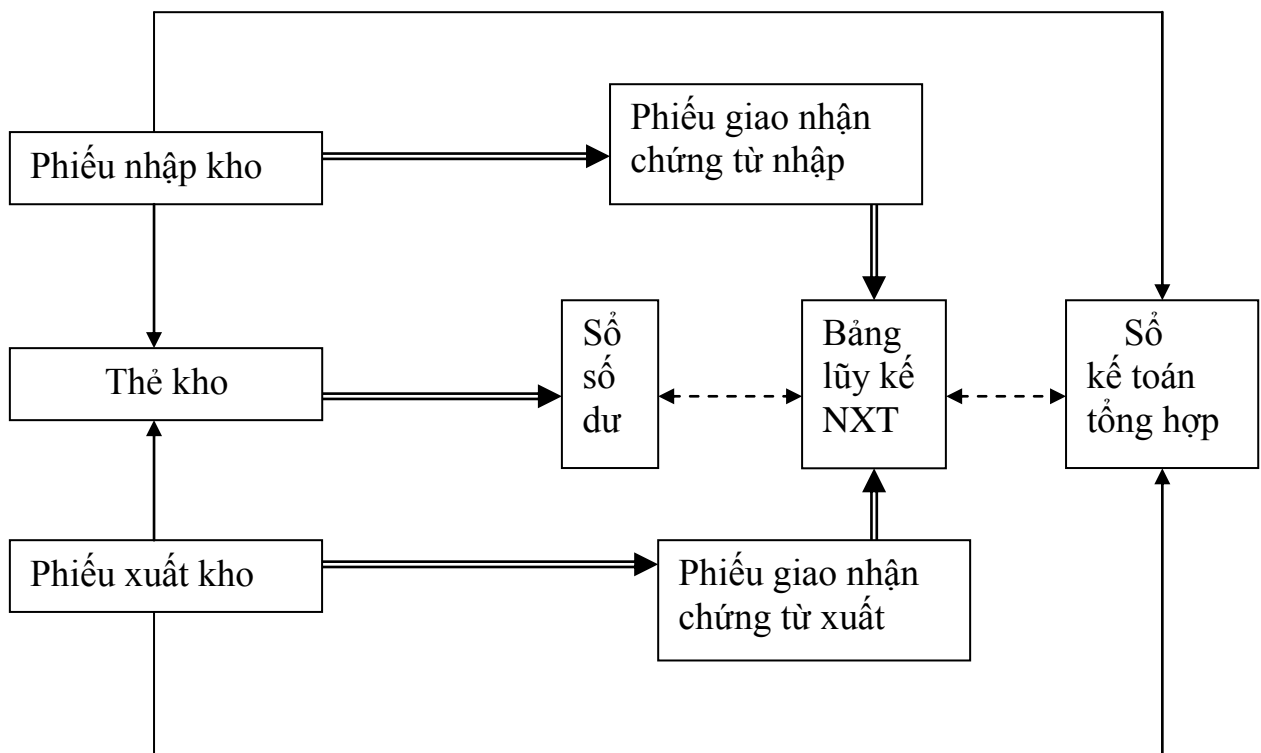 Phiếu giao nhận
chứng từ nhập
Phiếu nhập kho
Thẻ kho
Sổ
số
dư
Bảng
lũy kế
NXT
Sổ
kế toán
tổng hợp
Phiếu xuất kho
Phiếu giao nhận
chứng từ xuất